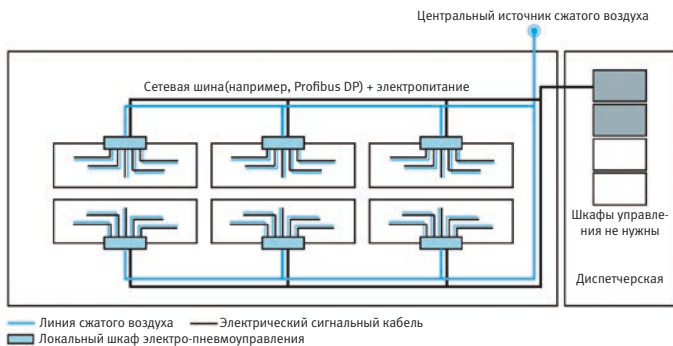 Центральный источник сжатого воздуха
Сетевая шина(например, Profibus DP) + электропитание
Шкафы управле-
ния не нужны
Диспетчерская
Линия сжатого воздуха
Электрический сигнальный кабель
Локальный шкаф электро-пневмоуправления